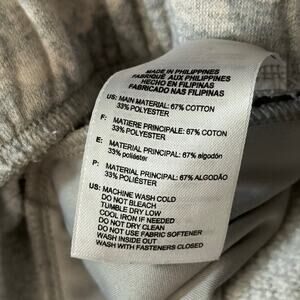 MADE IN PHILIPPINES
FABRIQUÉ AUX PHILIPPINES
HECHO EN FILIPINAS
FABRICADO NAS FILIPINAS
US: MAIN MATERIAL: 67% COTTON
33% POLYESTER
F: MATIERE PRINCIPALE: 67% COTON
33% POLYESTER
E: MATERIAL PRINCIPAL: 67% algodón
33% poliéster
P: MATERIAL PRINCIPAL: 67% ALGODÃO
33% POLIÉSTER
US: MACHINE WASH COLD
DO NOT BLEACH
TUMBLE DRY LOW
COOL IRON IF NEEDED
DO NOT DRY CLEAN
DO NOT USE FABRIC SOFTENER
WASH INSIDE OUT
WASH WITH FASTENERS CLOSED